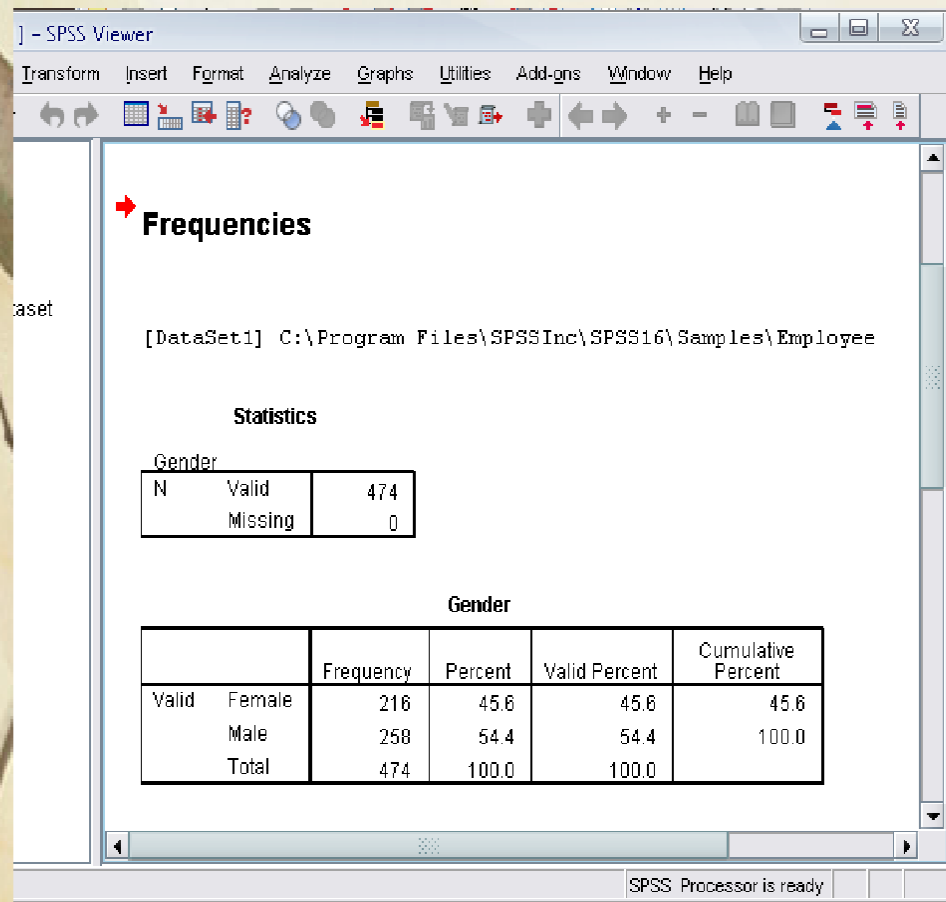 ] - SPSS Viewer
Transform Insert Format Analyze Graphs Utilities Add-ons Window Help
Frequencies
taset
[DataSet1] C:\Program Files\SPSSInc\SPSS16\Samples\Employee
Statistics
Gender
N Valid 474
Missing 0
Gender
Frequency Percent Valid Percent Cumulative Percent
Valid Female 216 45.6 45.6 45.6
Male 258 54.4 54.4 100.0
Total 474 100.0 100.0
SPSS Processor is ready